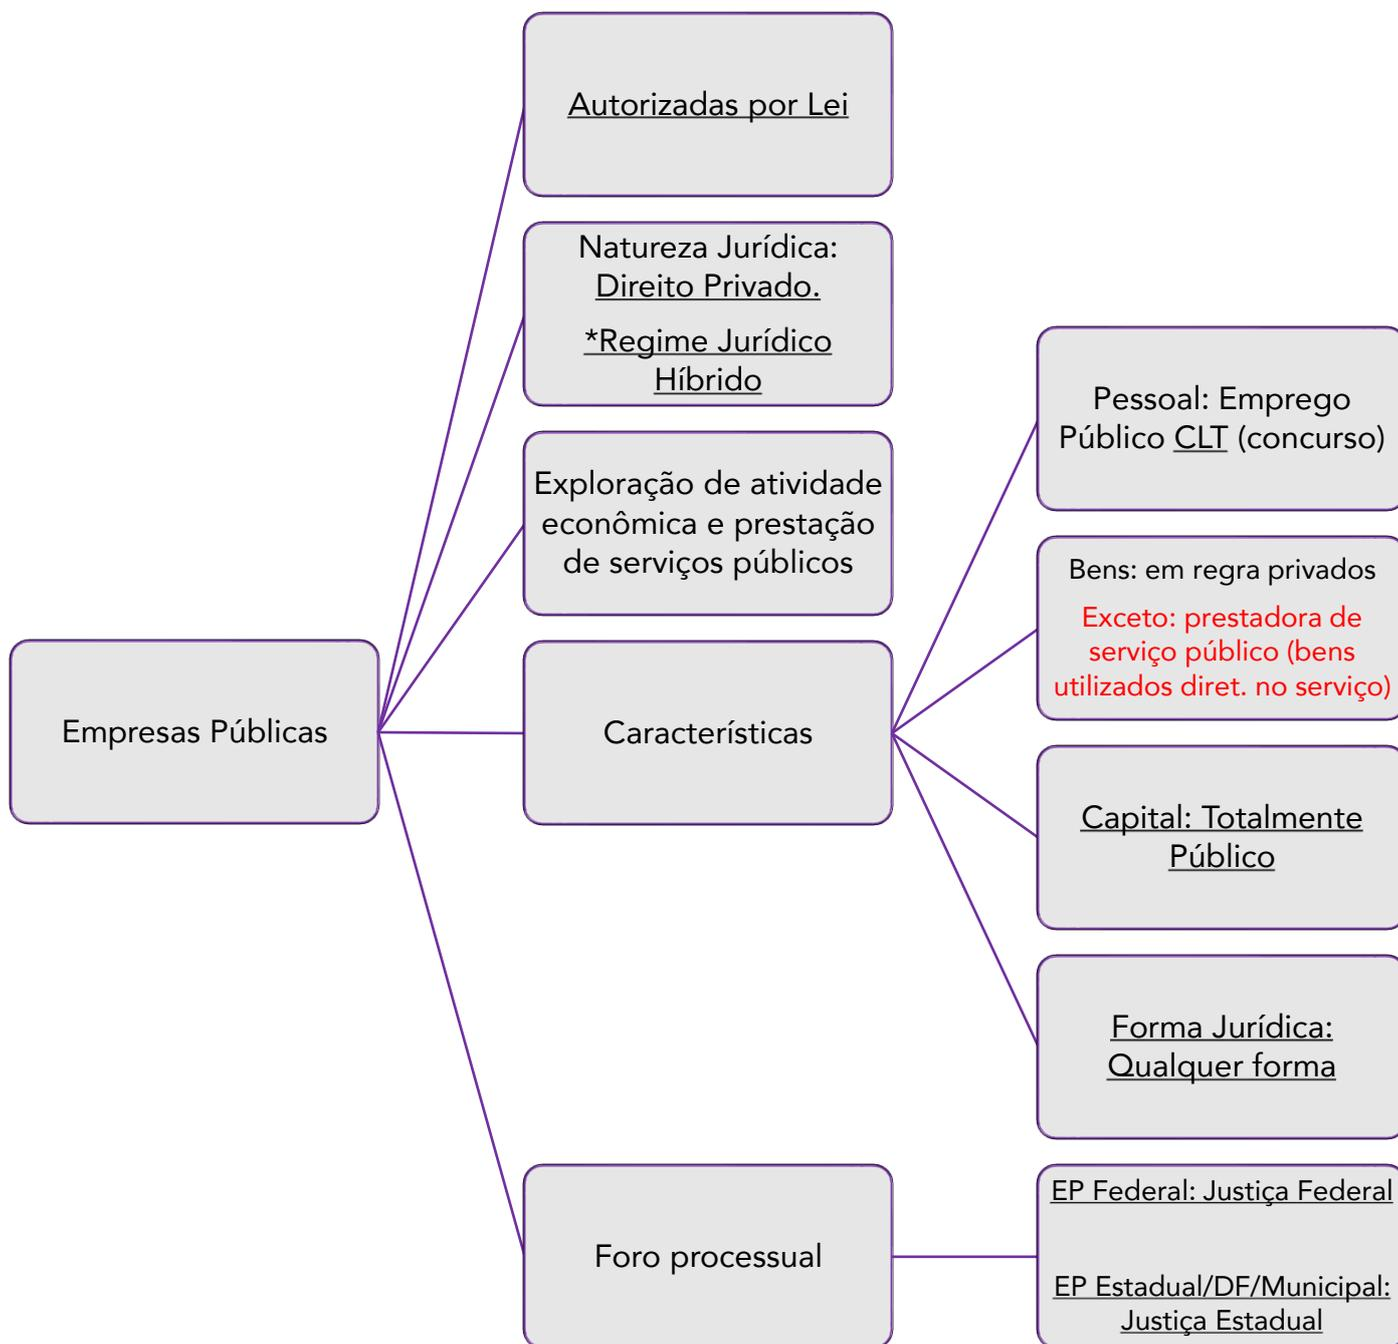 Autorizadas por Lei
Natureza Jurídica:
Direito Privado.
*Regime Jurídico
Híbrido
Exploração de atividade
econômica e prestação
de serviços públicos
Empresas Públicas
Características
Pessoal: Emprego
Público CLT (concurso)
Bens: em regra privados
Exceto: prestadora de
serviço público (bens
utilizados diret. no serviço)
Capital: Totalmente
Público
Forma Jurídica:
Qualquer forma
Foro processual
EP Federal: Justiça Federal
EP Estadual/DF/Municipal:
Justiça Estadual